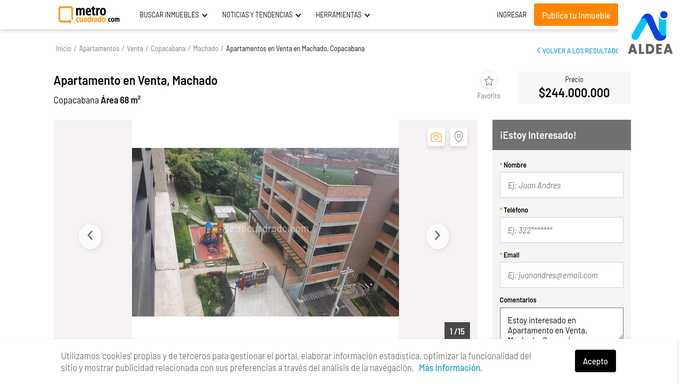 metro
cuadrado.com
BUSCAR INMUEBLES
NOTICIAS Y TENDENCIAS
HERRAMIENTAS
INGRESAR
Publica tu Inmueble
ALDEA
Inicio / Apartamentos / Venta / Copacabana / Machado / Apartamentos en Venta en Machado, Copacabana
VOLVER A LOS RESULTADO
Apartamento en Venta, Machado
Copacabana Área 68 m²
Favorito
Precio
$244.000.000
metrocuadrado.com
1 /15
¡Estoy Interesado!
* Nombre
Ej: Juan Andres
* Teléfono
Ej: 322*******
* Email
Ej: juanandres@email.com
Comentarios
Estoy interesado en
Apartamento en Venta,
Utilizamos 'cookies' propias y de terceros para gestionar el portal, elaborar información estadística, optimizar la funcionalidad del
sitio y mostrar publicidad relacionada con sus preferencias a través del análisis de la navegación. Más Información.
Acepto